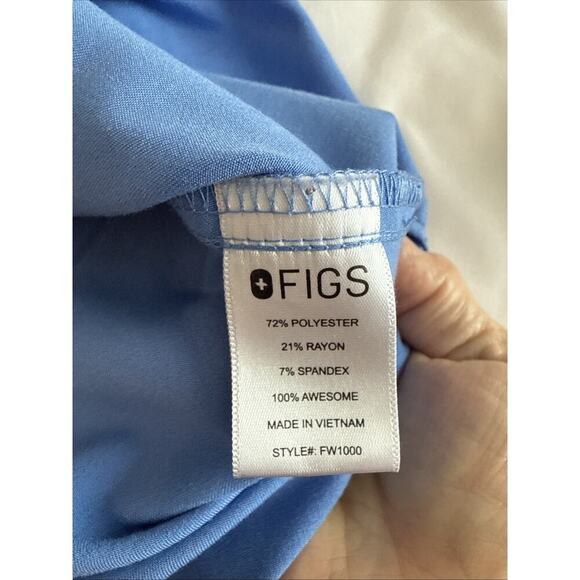 FIGS
72% POLYESTER
21% RAYON
7% SPANDEX
100% AWESOME
MADE IN VIETNAM
STYLE#: FW1000